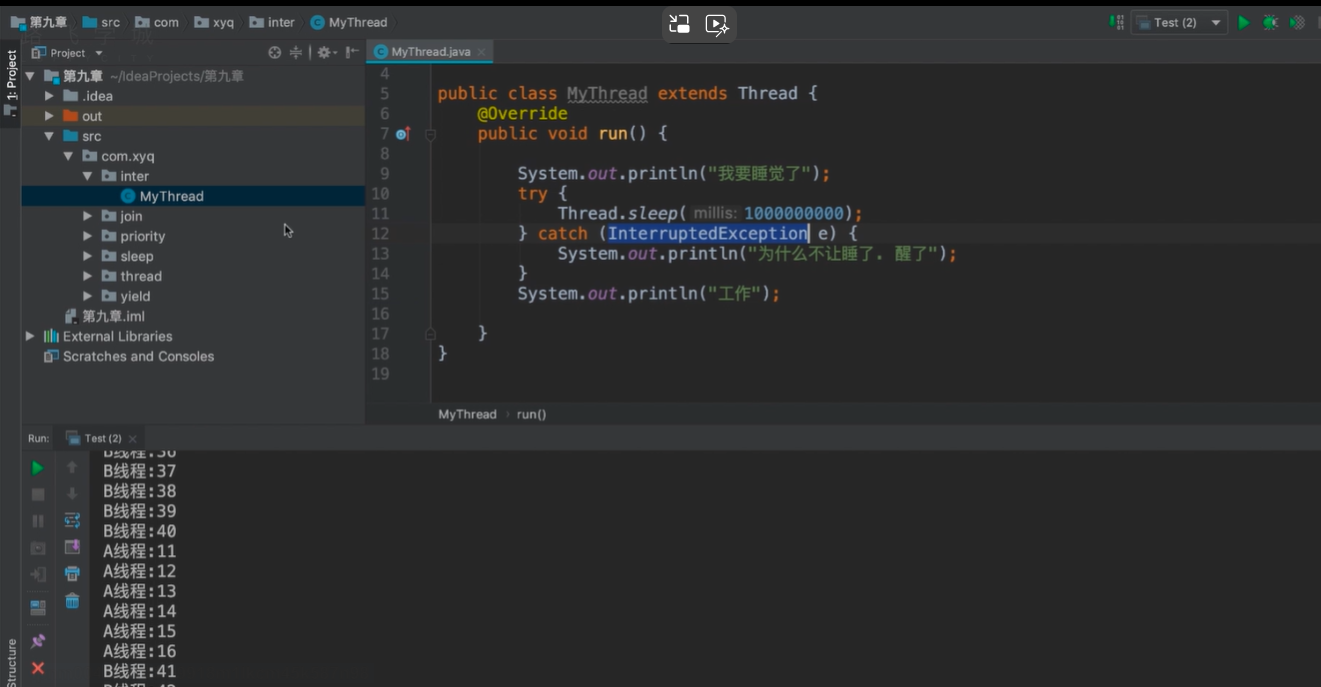 第九章 src com xyq inter MyThread Test (2)
Project MyThread.java
1: Project
第九章 ~/IdeaProjects/第九章
.idea
out
src
com.xyq
inter
MyThread
join
priority
sleep
thread
yield
第九章.iml
External Libraries
Scratches and Consoles
4
5 public class MyThread extends Thread {
6 @Override
7 public void run() {
8
9 System.out.println("我要睡觉了");
10 try {
11 Thread.sleep( millis: 1000000000);
12 } catch (InterruptedException e) {
13 System.out.println("为什么不让睡了. 醒了");
14 }
15 System.out.println("工作");
16
17 }
18 }
19
MyThread run()
Run: Test (2)
B线程:36
B线程:37
B线程:38
B线程:39
B线程:40
A线程:11
A线程:12
A线程:13
A线程:14
A线程:15
A线程:16
B线程:41
Structure